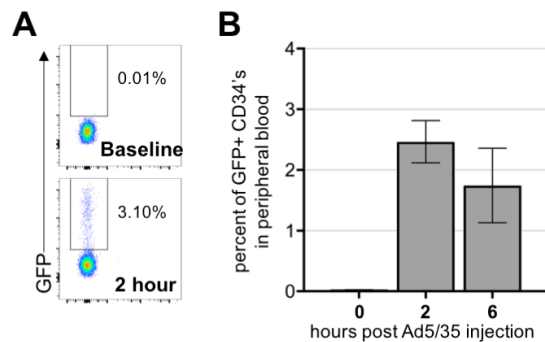 A
B
0.01%
Baseline
3.10%
2 hour
GFP
percent of GFP+ CD34's
in peripheral blood
4
3
2
1
0
0
2
6
hours post Ad5/35 injection